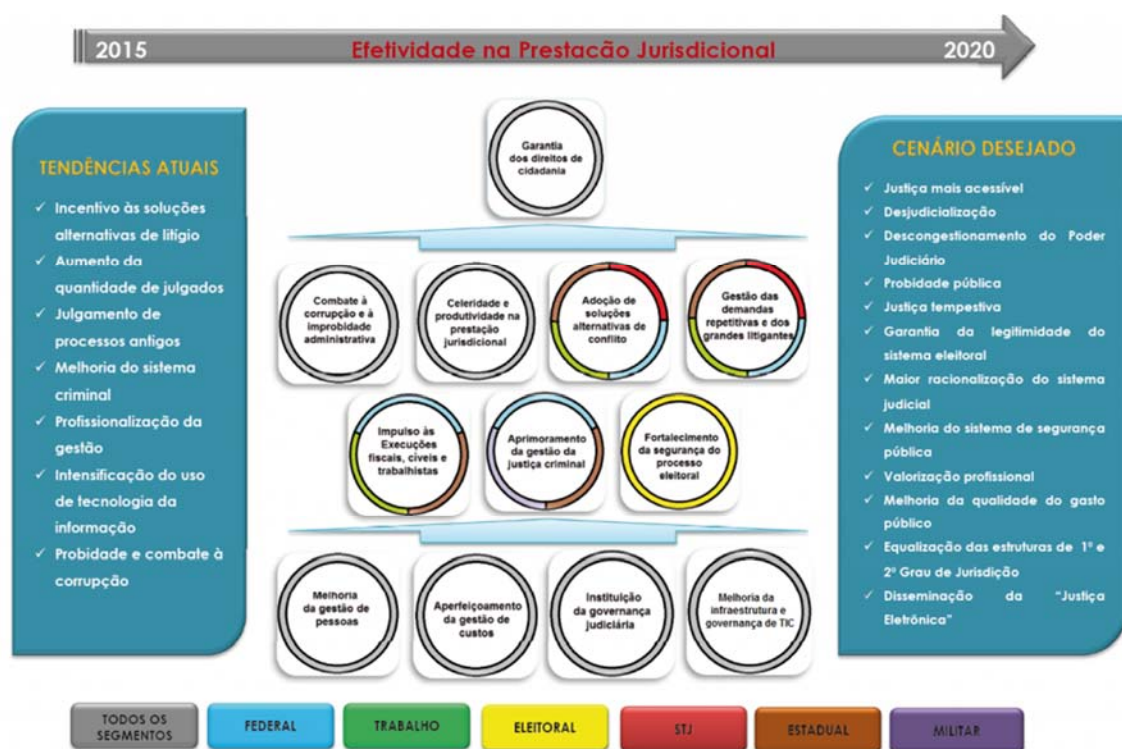 2015
Efetividade na Prestacão Jurisdicional
2020
TENDÊNCIAS ATUAIS
✓ Incentivo às soluções
alternativas de litígio
✓ Aumento da
quantidade de julgados
✓ Julgamento de
processos antigos
✓ Melhoria do sistema
criminal
✓ Profissionalização da
gestão
✓ Intensificação do uso
de tecnologia da
informação
✓ Probidade e combate à
corrupção
Garantia
dos direitos de
cidadania
Combate à
corrupção e à
improbidade
administrativa
Celeridade e
produtividade na
prestação
jurisdicional
Adoção de
soluções
alternativas de
conflito
Gestão das
demandas
repetitivas e dos
grandes litigantes
Impulso às
Execuções
fiscais, cíveis e
trabalhistas
Aprimoramento
da gestão da
justiça criminal
Fortalecimento
da segurança do
processo
eleitoral
Melhoria
da gestão de
pessoas
Aperfeiçoamento
da gestão de
custos
Instituição
da governança
judiciária
Melhoria da
infraestrutura e
governança de TIC
CENÁRIO DESEJADO
✓ Justiça mais acessível
✓ Desjudicialização
✓ Descongestionamento do Poder
Judiciário
✓ Probidade pública
✓ Justiça tempestiva
✓ Garantia da legitimidade do
sistema eleitoral
✓ Maior racionalização do sistema
judicial
✓ Melhoria do sistema de segurança
pública
✓ Valorização profissional
✓ Melhoria da qualidade do gasto
público
✓ Equalização das estruturas de 1º e
2º Grau de Jurisdição
✓ Disseminação da "Justiça
Eletrônica"
TODOS OS
SEGMENTOS
FEDERAL
TRABALHO
ELEITORAL
STJ
ESTADUAL
MILITAR